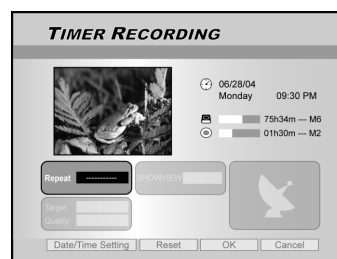 TIMER RECORDING
06/28/04
Monday 09:30 PM
75h34m --- M6
01h30m --- M2
Repeat -----------
SHOWVIEW
Target
Quality
Date/Time Setting Reset OK Cancel